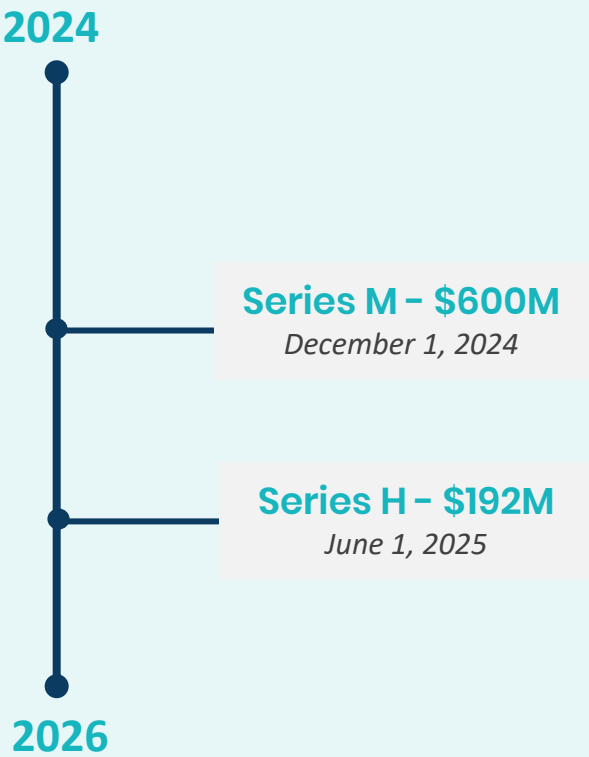 2024
Series M - $600M
December 1, 2024
Series H - $192M
June 1, 2025
2026